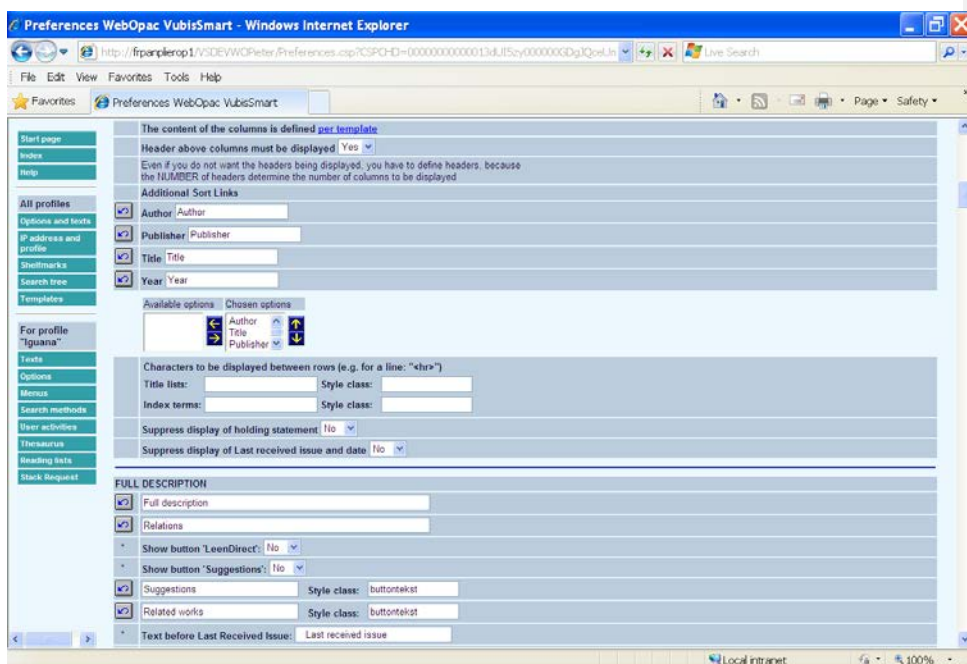 Preferences WebOpac VubisSmart - Windows Internet Explorer
Live Search
File Edit View Favorites Tools Help
Favorites Preferences WebOpac VubisSmart Page Safety
Start page
Index
Help
All profiles
Options and texts
IP address and profile
Shelfmarks
Search tree
Templates
For profile "Iguana"
Texts
Options
Menus
Search methods
User activities
Thesaurus
Reading lists
Stack Request
The content of the columns is defined per template
Header above columns must be displayed Yes
Even if you do not want the headers being displayed, you have to define headers, because
the NUMBER of headers determine the number of columns to be displayed
Additional Sort Links
Author Author
Publisher Publisher
Title Title
Year Year
Available options Chosen options
Author
Title
Publisher
Characters to be displayed between rows (e.g. for a line: "<hr>")
Title lists: Style class:
Index terms: Style class:
Suppress display of holding statement No
Suppress display of Last received issue and date No
FULL DESCRIPTION
Full description
Relations
* Show button 'LeenDirect': No
* Show button 'Suggestions': No
Suggestions Style class: buttontekst
Related works Style class: buttontekst
* Text before Last Received Issue: Last received issue
Local intranet 100%